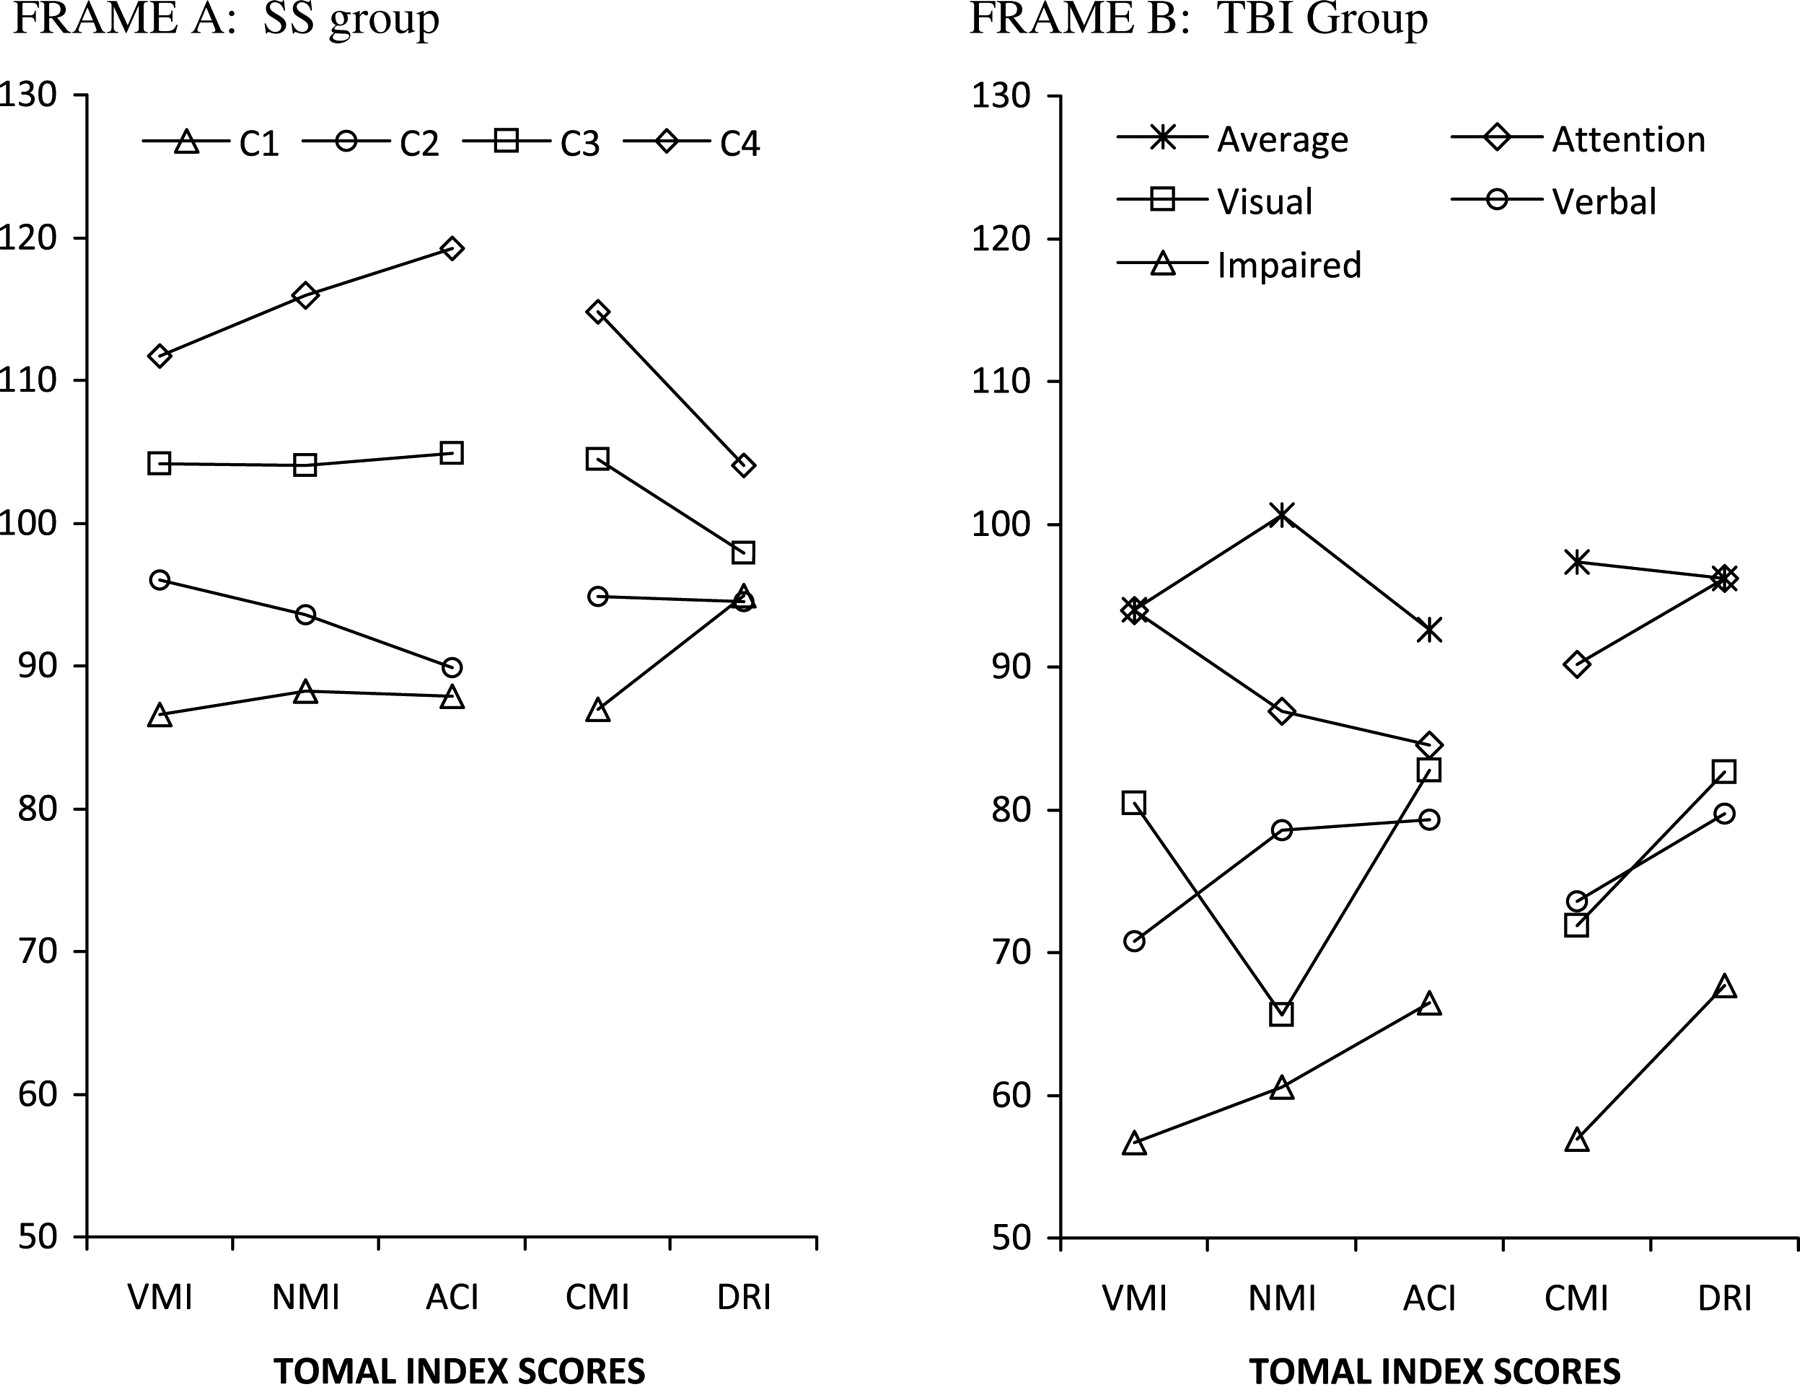 FRAME A: SS group
130
120
110
100
90
80
70
60
50
C1 C2 C3 C4
VMI NMI ACI CMI DRI
TOMAL INDEX SCORES
FRAME B: TBI Group
130
120
110
100
90
80
70
60
50
Average Attention
Visual Verbal
Impaired
VMI NMI ACI CMI DRI
TOMAL INDEX SCORES